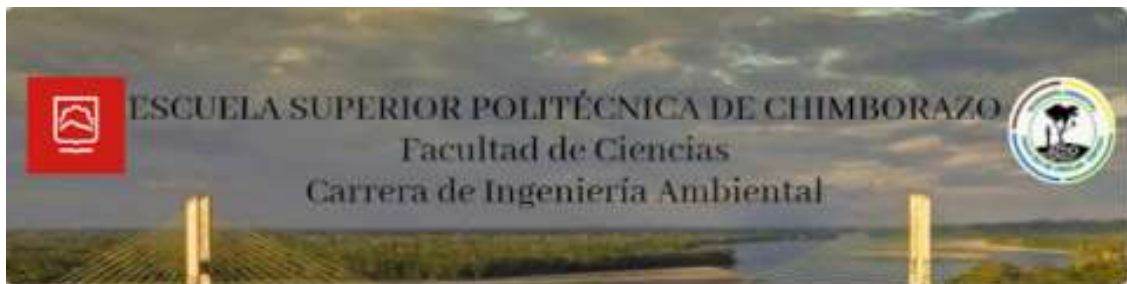 ESCUELA SUPERIOR POLITÉCNICA DE CHIMBORAZO
Facultad de Ciencias
Carrera de Ingeniería Ambiental